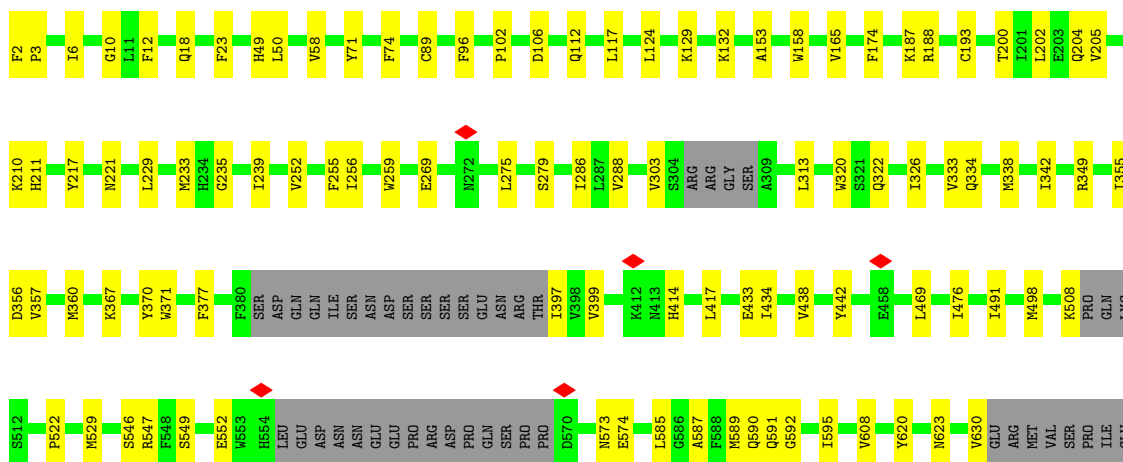 F2 P3 I6 G10 L11 F12 Q18 F23 H49 L50 V58 Y71 F74 C89 F96 P102 D106 Q112 L117 L124 K129 K132 A153 W158 V165 F174 K187 R188 C193 T200 I201 L202 E203 Q204 V205
K210 H211 Y217 N221 L229 M233 H234 G235 I239 V252 F255 I256 W259 E269 N272 L275 S279 I286 L287 V288 V303 S304 ARG ARG GLY SER A309 L313 W320 S321 Q322 I326 V333 Q334 M338 I342 R349 I355
D356 V357 M360 K367 Y370 W371 F377 F380 SER ASP GLN GLN ILE SER ASN ASP SER SER SER SER GLU ASN ARG THR I397 V398 V399 K412 N413 H414 L417 E433 I434 V438 Y442 E458 L469 I476 I491 M498 K508 PRO GLN
S512 P522 M529 S546 R547 F548 S549 E552 W553 H554 LEU GLU ASP ASN ASN GLU GLU PRO ARG ASP PRO GLN SER PRO PRO D570 N573 E574 L585 G586 A587 F588 M589 Q590 Q591 G592 I595 V608 Y620 N623 V630 GLU ARG MET VAL SER PRO ILE